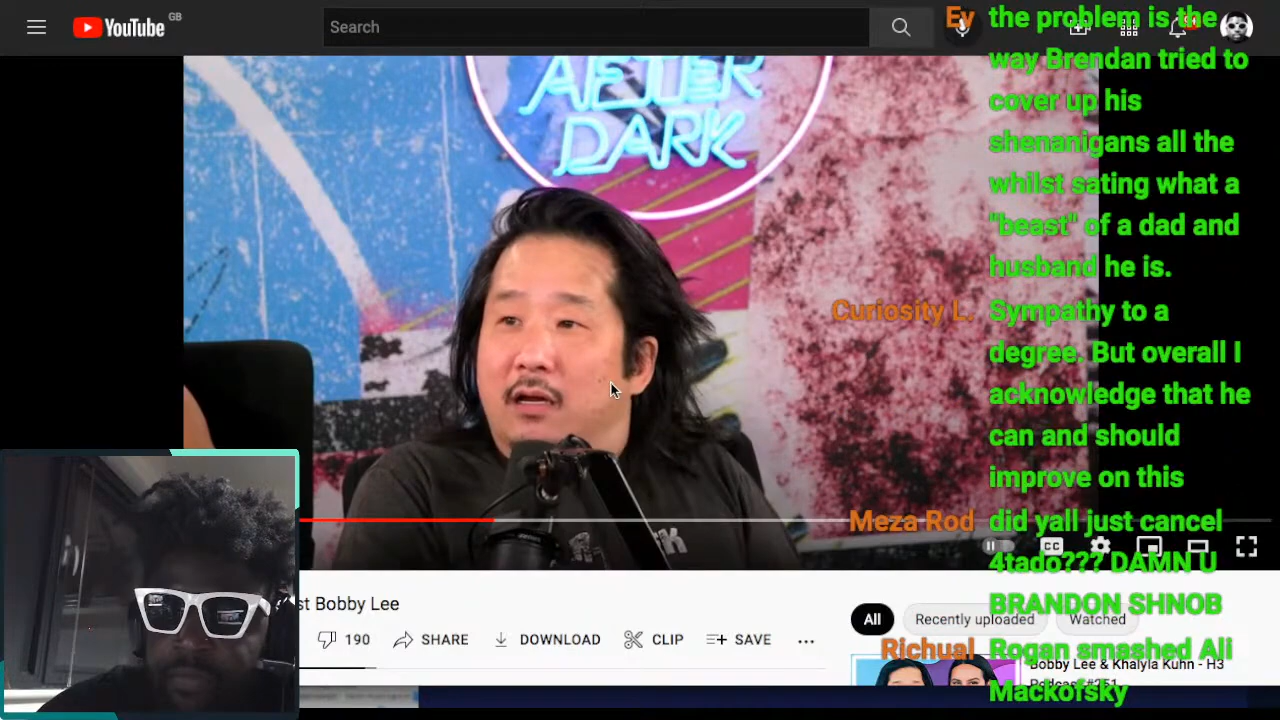 YouTube GB
Search
AFTER
DARK
Ev the problem is the
way Brendan tried to
cover up his
shenanigans all the
whilst sating what a
"beast" of a dad and
husband he is.
Curiosity L. Sympathy to a
degree. But overall I
acknowledge that he
can and should
improve on this
Meza Rod did yall just cancel
4tado??? DAMN U
BRANDON SHNOB
Richual Rogan smashed Ali
Mackofsky
CC
st Bobby Lee
190 SHARE DOWNLOAD CLIP SAVE
All Recently uploaded Watched
Bobby Lee & Khalyla Kuhn - H3